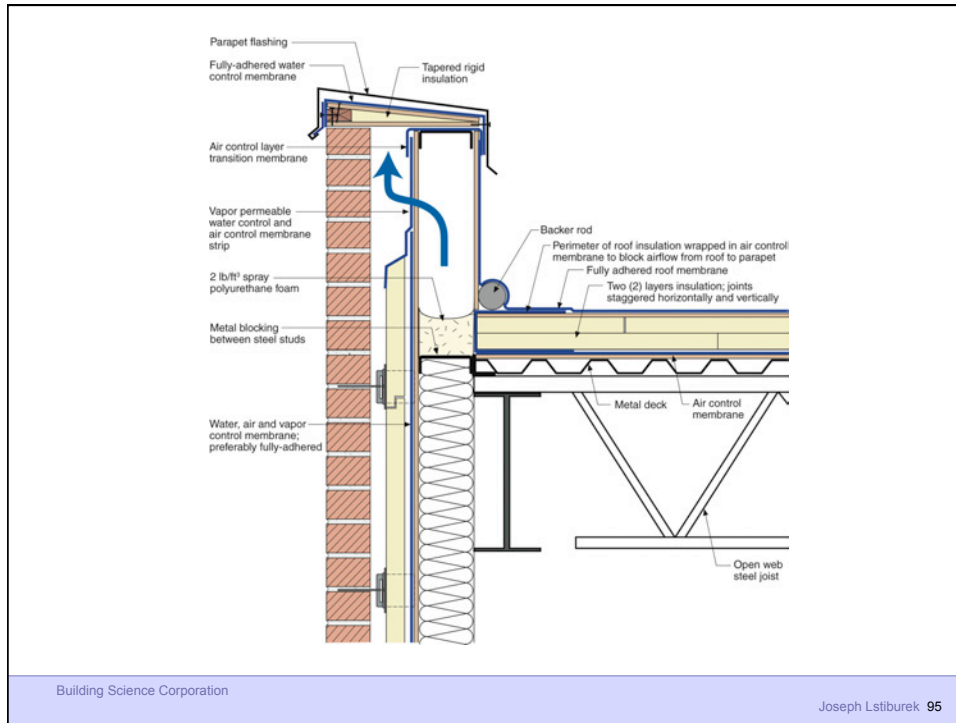 Parapet flashing
Fully-adhered water
control membrane
Tapered rigid
insulation
Air control layer
transition membrane
Vapor permeable
water control and
air control membrane
strip
Backer rod
Perimeter of roof insulation wrapped in air control
membrane to block airflow from roof to parapet
Fully adhered roof membrane
2 lb/ft³ spray
polyurethane foam
Two (2) layers insulation; joints
staggered horizontally and vertically
Metal blocking
between steel studs
Metal deck
Air control
membrane
Water, air and vapor
control membrane;
preferably fully-adhered
Open web
steel joist
Building Science Corporation
Joseph Lstiburek 95